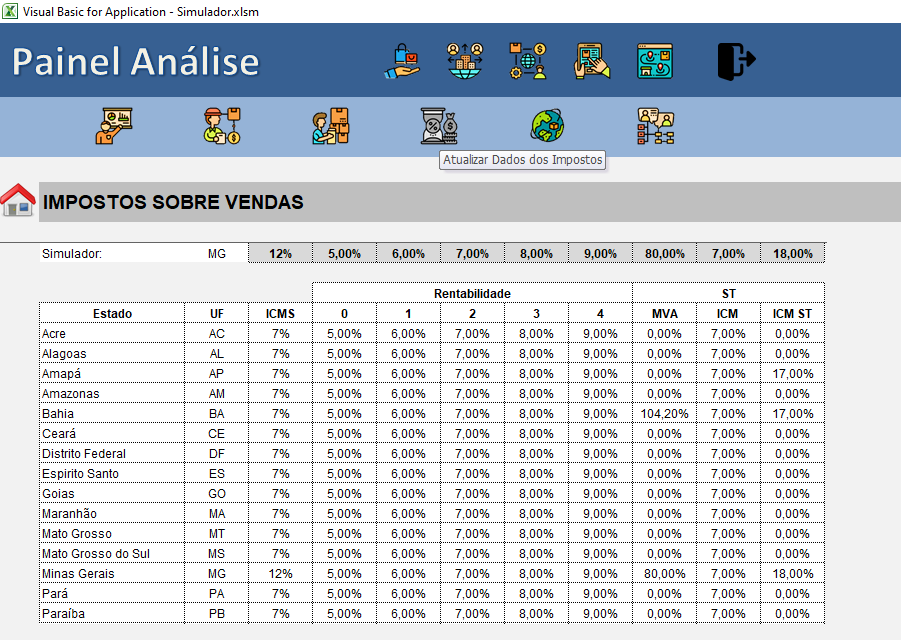 Visual Basic for Application - Simulador.xlsm
Painel Análise
Atualizar Dados dos Impostos
IMPOSTOS SOBRE VENDAS
Simulador: MG 12% 5,00% 6,00% 7,00% 8,00% 9,00% 80,00% 7,00% 18,00%
Rentabilidade ST
Estado UF ICMS 0 1 2 3 4 MVA ICM ICM ST
Acre AC 7% 5,00% 6,00% 7,00% 8,00% 9,00% 0,00% 7,00% 0,00%
Alagoas AL 7% 5,00% 6,00% 7,00% 8,00% 9,00% 0,00% 7,00% 0,00%
Amapá AP 7% 5,00% 6,00% 7,00% 8,00% 9,00% 0,00% 7,00% 17,00%
Amazonas AM 7% 5,00% 6,00% 7,00% 8,00% 9,00% 0,00% 7,00% 0,00%
Bahia BA 7% 5,00% 6,00% 7,00% 8,00% 9,00% 104,20% 7,00% 17,00%
Ceará CE 7% 5,00% 6,00% 7,00% 8,00% 9,00% 0,00% 7,00% 0,00%
Distrito Federal DF 7% 5,00% 6,00% 7,00% 8,00% 9,00% 0,00% 7,00% 0,00%
Espirito Santo ES 7% 5,00% 6,00% 7,00% 8,00% 9,00% 0,00% 7,00% 0,00%
Goias GO 7% 5,00% 6,00% 7,00% 8,00% 9,00% 0,00% 7,00% 0,00%
Maranhão MA 7% 5,00% 6,00% 7,00% 8,00% 9,00% 0,00% 7,00% 0,00%
Mato Grosso MT 7% 5,00% 6,00% 7,00% 8,00% 9,00% 0,00% 7,00% 0,00%
Mato Grosso do Sul MS 7% 5,00% 6,00% 7,00% 8,00% 9,00% 0,00% 7,00% 0,00%
Minas Gerais MG 12% 5,00% 6,00% 7,00% 8,00% 9,00% 80,00% 7,00% 18,00%
Pará PA 7% 5,00% 6,00% 7,00% 8,00% 9,00% 0,00% 7,00% 0,00%
Paraíba PB 7% 5,00% 6,00% 7,00% 8,00% 9,00% 0,00% 7,00% 0,00%